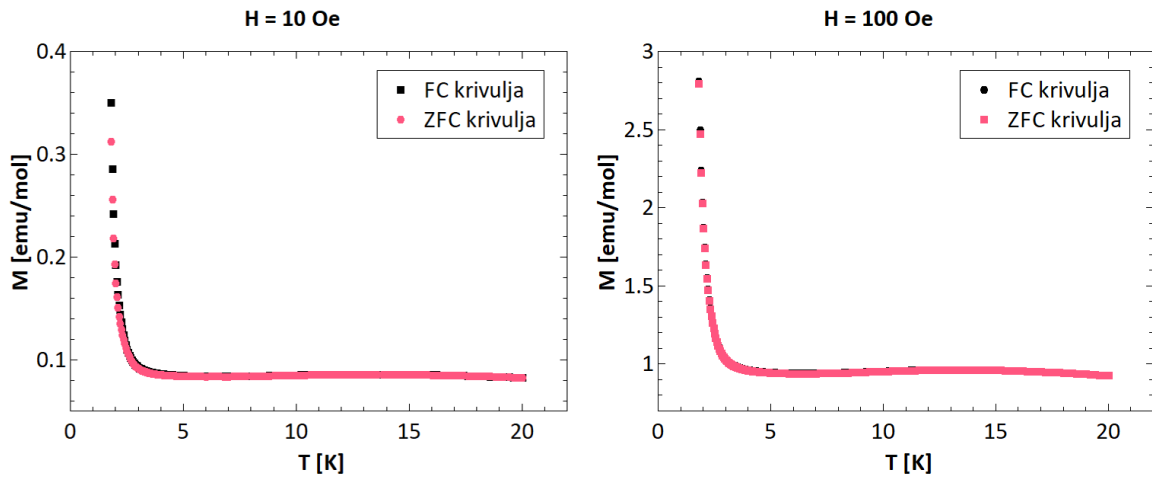 H = 10 Oe
M [emu/mol]
0.4
0.3
0.2
0.1
FC krivulja
ZFC krivulja
0
5
10
15
20
T [K]
H = 100 Oe
M [emu/mol]
3
2.5
2
1.5
1
FC krivulja
ZFC krivulja
0
5
10
15
20
T [K]